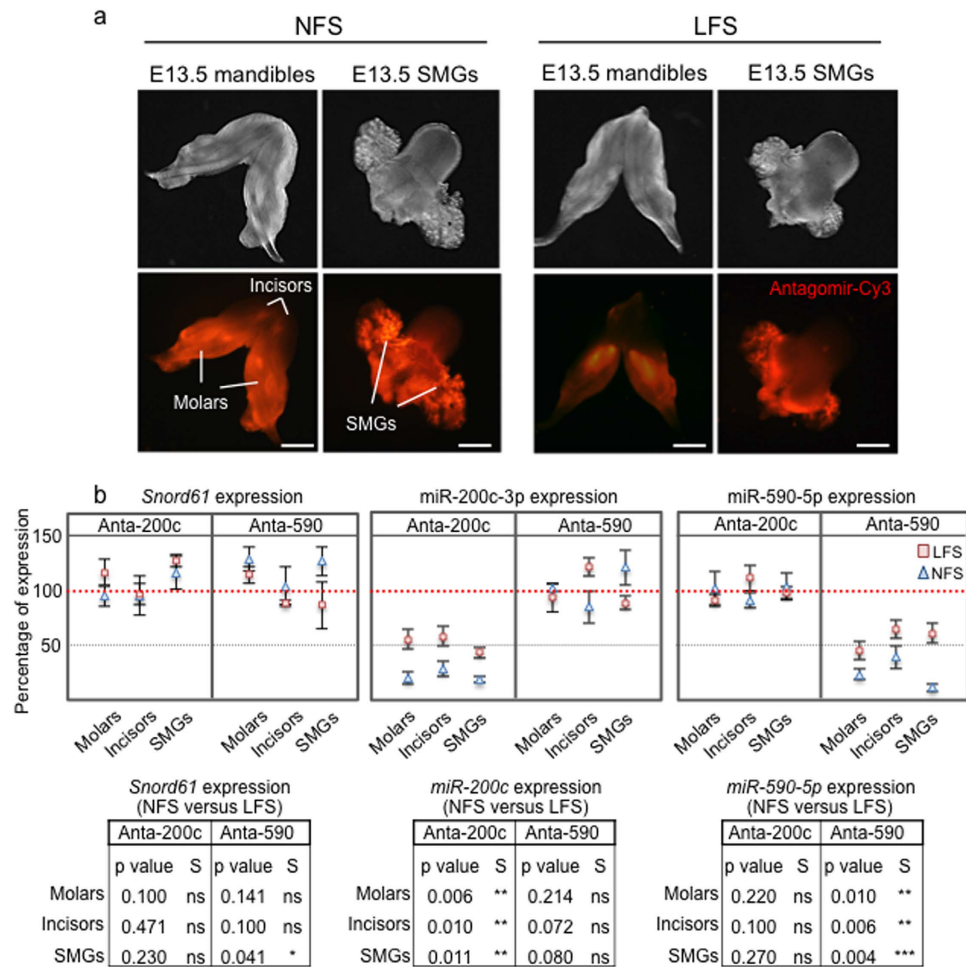 a
NFS
LFS
E13.5 mandibles
E13.5 SMGs
E13.5 mandibles
E13.5 SMGs
Incisors
Molars
SMGs
Antagomir-Cy3
b
Snord61 expression
miR-200c-3p expression
miR-590-5p expression
Anta-200c Anta-590
Anta-200c Anta-590
Anta-200c Anta-590
Percentage of expression
150
100
50
LFS
NFS
Molars Incisors SMGs Molars Incisors SMGs
Molars Incisors SMGs Molars Incisors SMGs
Molars Incisors SMGs Molars Incisors SMGs
Snord61 expression
(NFS versus LFS)
Anta-200c Anta-590
p value S p value S
Molars 0.100 ns 0.141 ns
Incisors 0.471 ns 0.100 ns
SMGs 0.230 ns 0.041 *
miR-200c expression
(NFS versus LFS)
Anta-200c Anta-590
p value S p value S
Molars 0.006 ** 0.214 ns
Incisors 0.010 ** 0.072 ns
SMGs 0.011 ** 0.080 ns
miR-590-5p expression
(NFS versus LFS)
Anta-200c Anta-590
p value S p value S
Molars 0.220 ns 0.010 **
Incisors 0.100 ns 0.006 **
SMGs 0.270 ns 0.004 ***